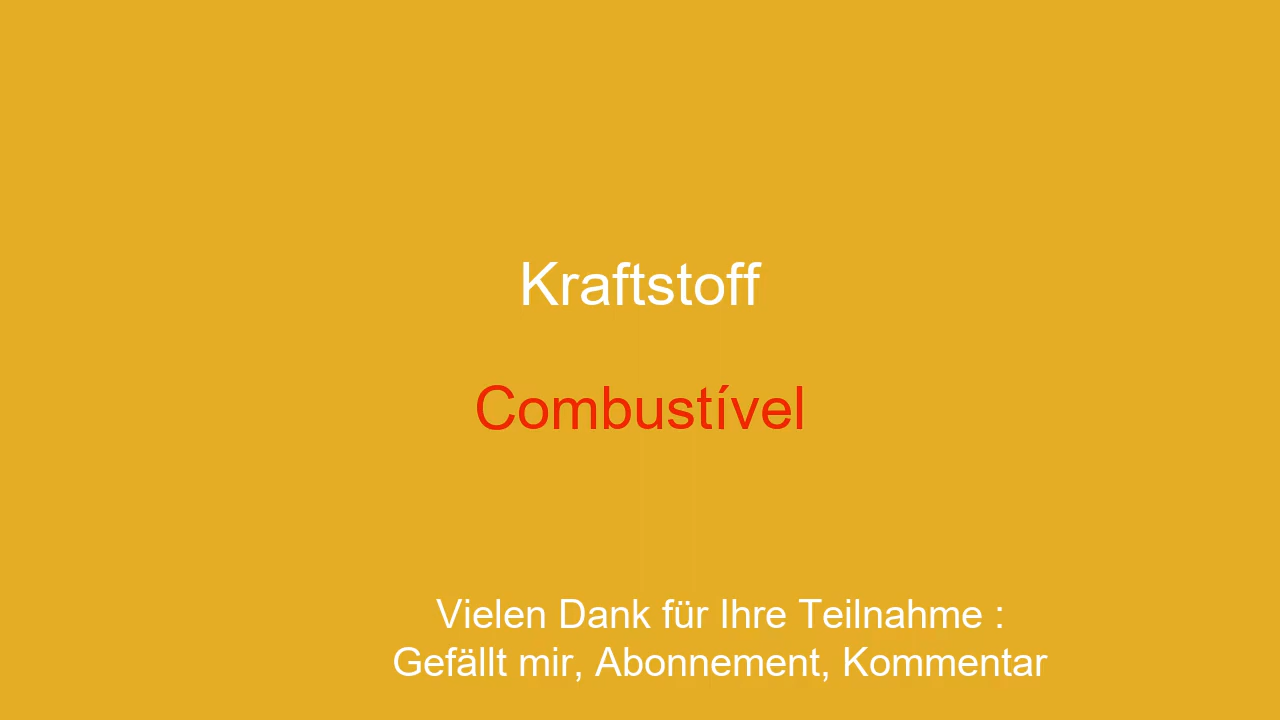 Kraftstoff
Combustível
Vielen Dank für Ihre Teilnahme :
Gefällt mir, Abonnement, Kommentar